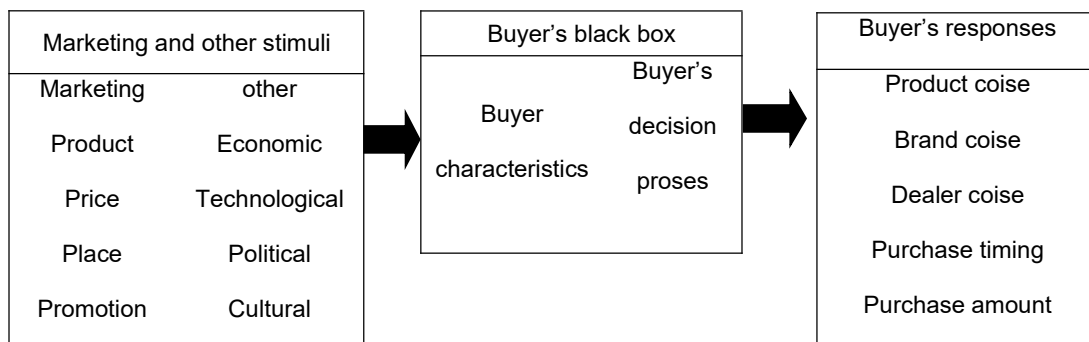 Marketing and other stimuli
Marketing other
Product Economic
Price Technological
Place Political
Promotion Cultural
Buyer’s black box
Buyer
characteristics
Buyer’s
decision
proses
Buyer’s responses
Product coise
Brand coise
Dealer coise
Purchase timing
Purchase amount